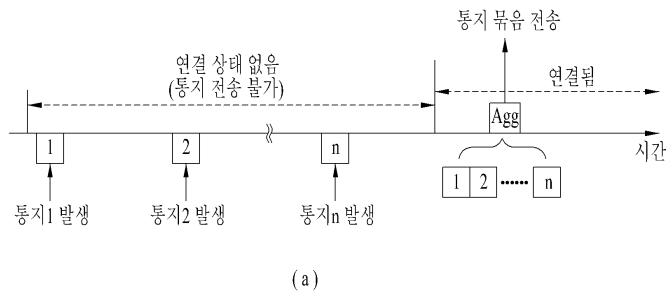 통지 묶음 전송
연결 상태 없음
(통지 전송 불가)
연결됨
Agg
1
2
n
시간
1 2 ...... n
통지1 발생
통지2 발생
통지n 발생
(a)